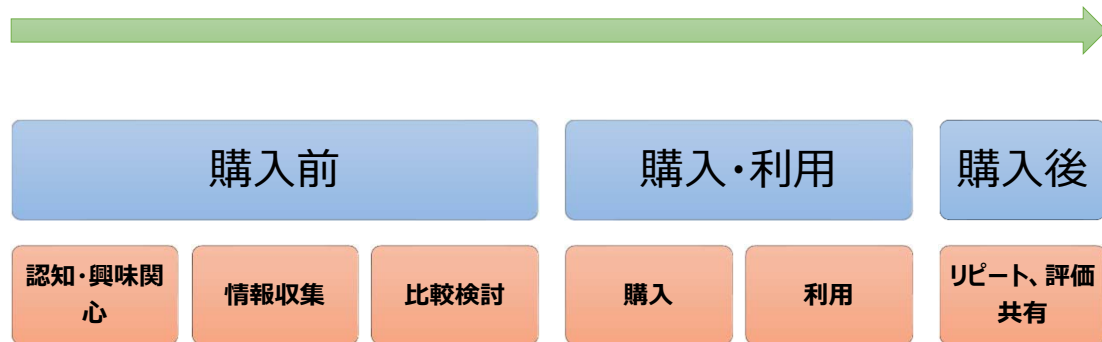 購入前
購入・利用
購入後
認知・興味関
心
情報収集
比較検討
購入
利用
リピート、評価
共有